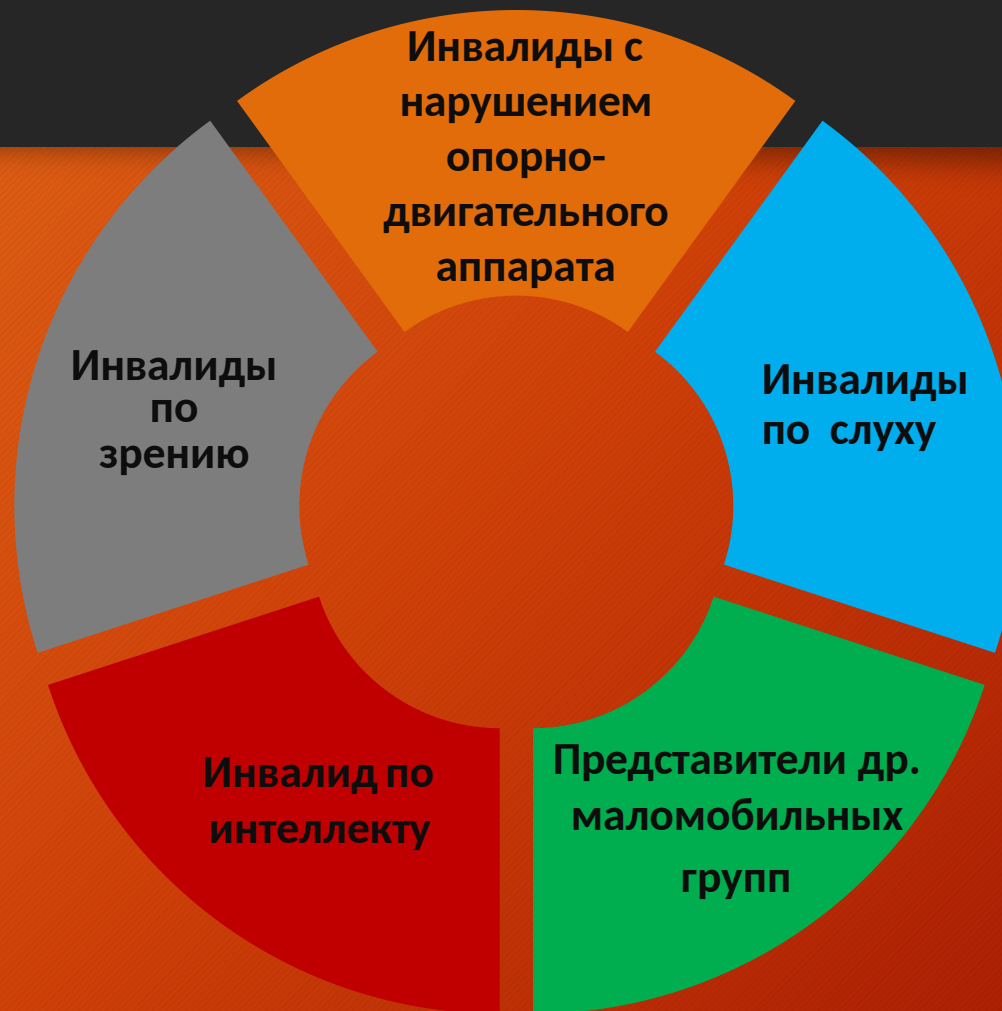 Инвалиды с
нарушением
опорно-
двигательного
аппарата
Инвалиды
по
зрению
Инвалиды
по слуху
Инвалид по
интеллекту
Представители др.
маломобильных
групп